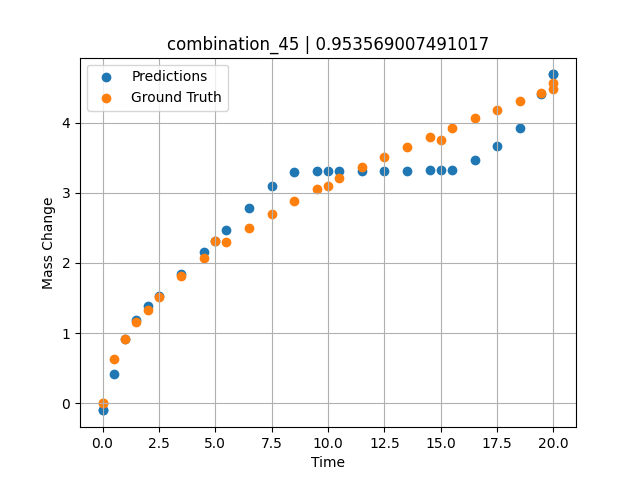 combination_45 | 0.953569007491017
Predictions
Ground Truth
Mass Change
4
3
2
1
0
0.0 2.5 5.0 7.5 10.0 12.5 15.0 17.5 20.0
Time